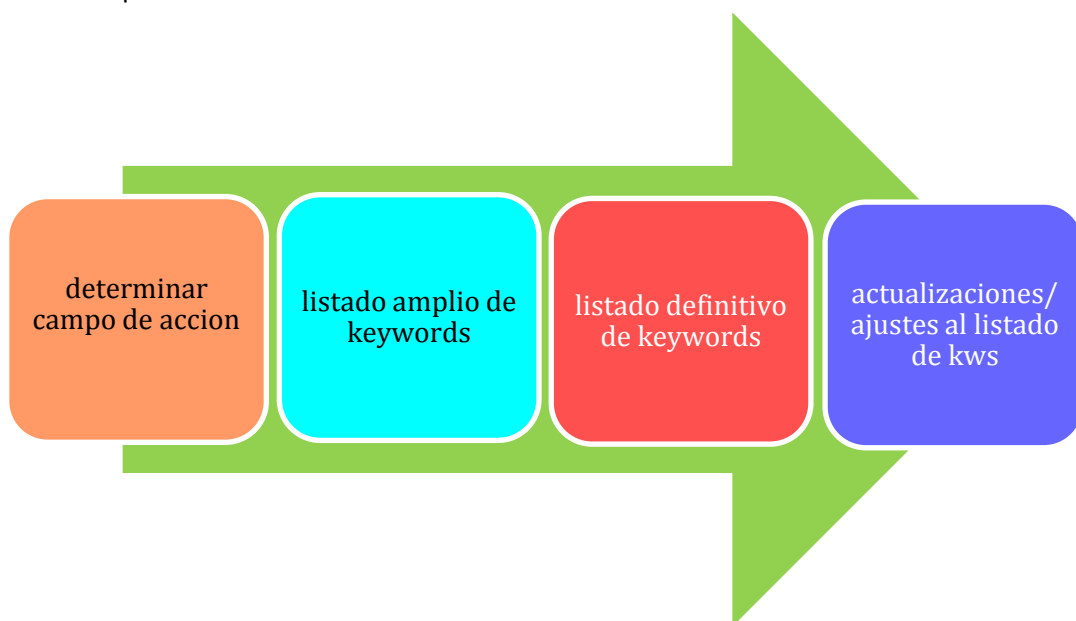 determinar
campo de accion
listado amplio de
keywords
listado definitivo
de keywords
actualizaciones/
ajustes al listado
de kws